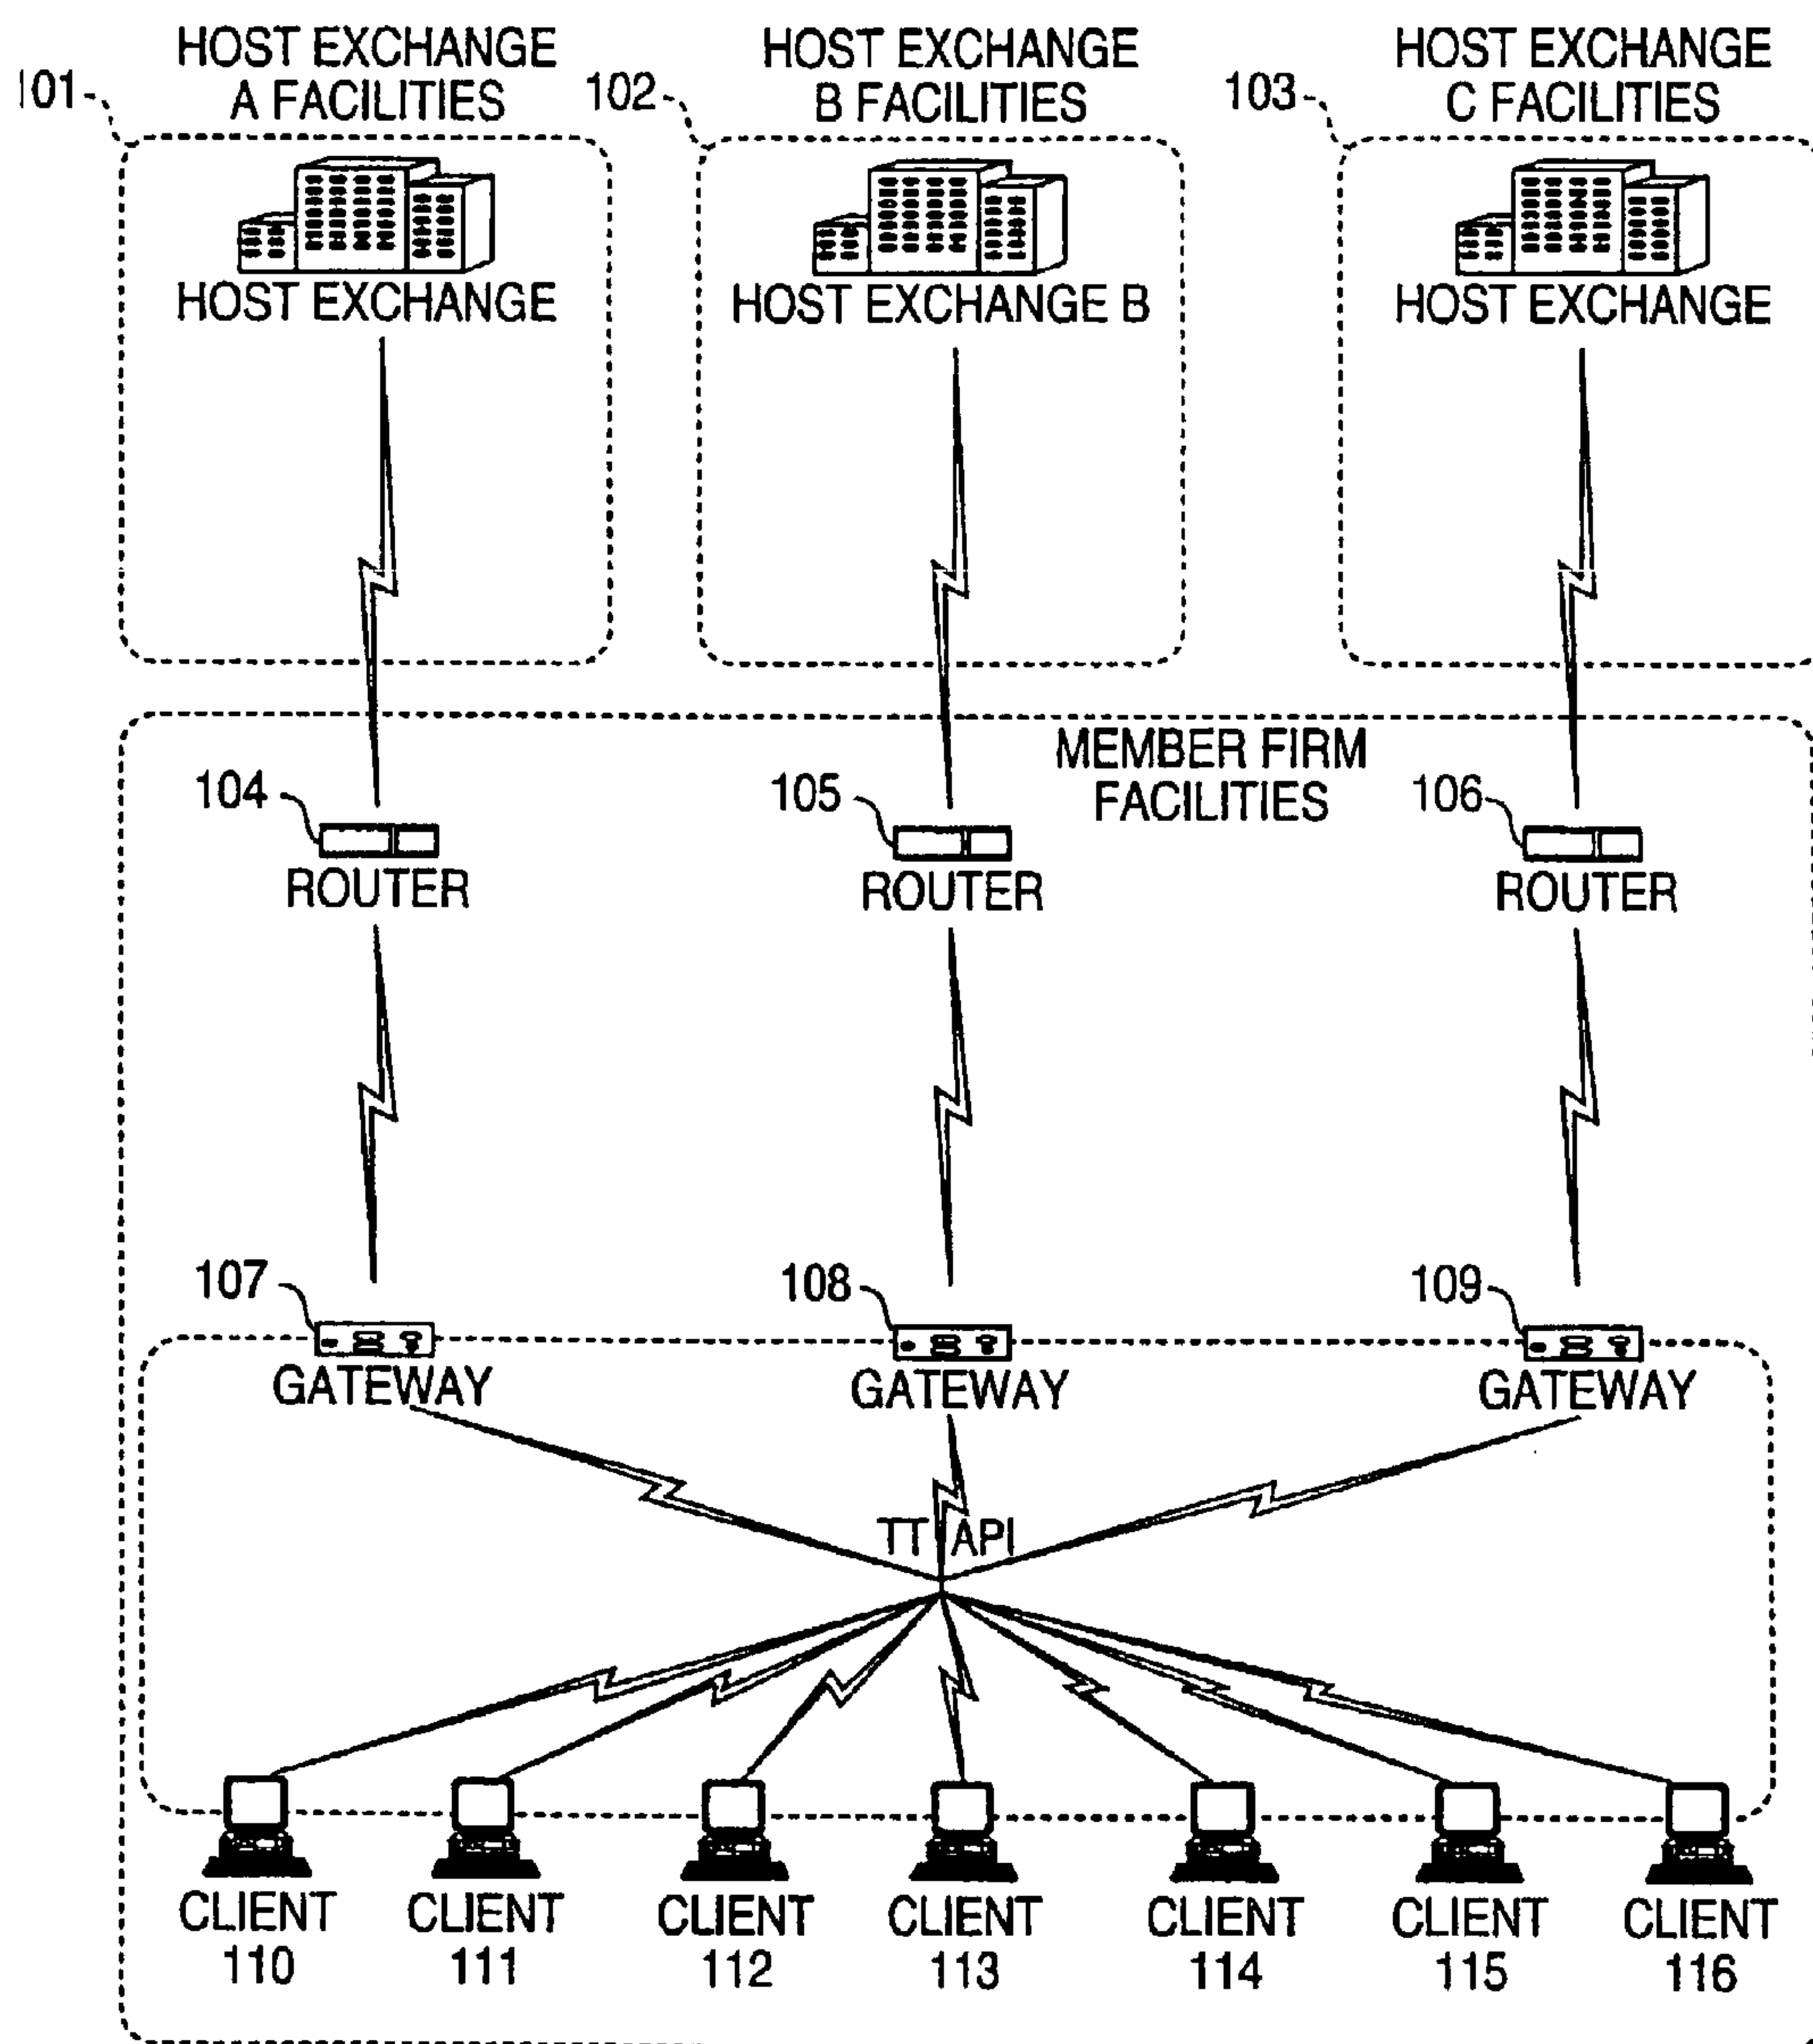 HOST EXCHANGE
A FACILITIES
HOST EXCHANGE
B FACILITIES
HOST EXCHANGE
C FACILITIES
101
102
103
HOST EXCHANGE
HOST EXCHANGE B
HOST EXCHANGE
MEMBER FIRM
FACILITIES
104
105
106
ROUTER
ROUTER
ROUTER
107
108
109
GATEWAY
GATEWAY
GATEWAY
TT API
CLIENT
110
CLIENT
111
CLIENT
112
CLIENT
113
CLIENT
114
CLIENT
115
CLIENT
116